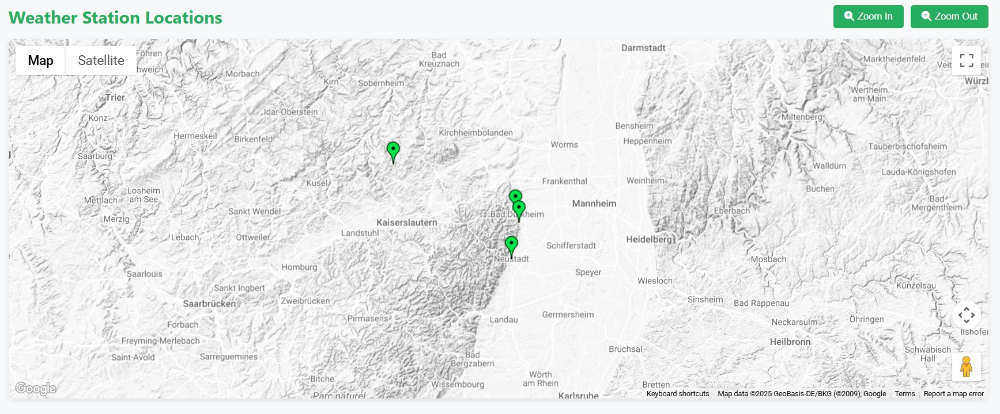 Weather Station Locations
Zoom In
Zoom Out
Map
Satellite
Föhren
Bad
Kreuznach
Darmstadt
Marktheidenfeld
Morbach
Kirn
Sobernheim
Trier
Wertheim
am Main
Idar-Oberstein
Konz
Miltenberg
Bensheim
Hermeskeil
Birkenfeld
Kirchheimbolanden
Heppenheim
Worms
Tauberbischofsheim
Saarburg
Walldürn
Lauda-Königshofen
Kusel
Frankenthal
Weinheim
Buchen
Losheim
am See
Mettlach
Mannheim
Bad
Mergentheim
Sankt Wendel
Eberbach
Bad Dürkheim
Merzig
Kaiserslautern
Landstuhl
Lebach
Ottweiler
Heidelberg
Schifferstadt
Neustadt
Mosbach
Homburg
Saarlouis
Speyer
Wiesloch
Künzelsau
Sankt Ingbert
Saarbrücken
Zweibrücken
Sinsheim
Bad Rappenau
Pirmasens
Landau
Germersheim
Neckarsulm
Öhringen
Freyming-Merlebach
Forbach
Heilbronn
Saint-Avold
Sarreguemines
Bad
Bergzabern
Bruchsal
Schwäbisch
Hall
Bitche
Wissembourg
Wörth
am Rhein
Bretten
Google
Parc naturel
Karlsruhe
Keyboard shortcuts
Map data ©2025 GeoBasis-DE/BKG (©2009), Google
Terms
Report a map error